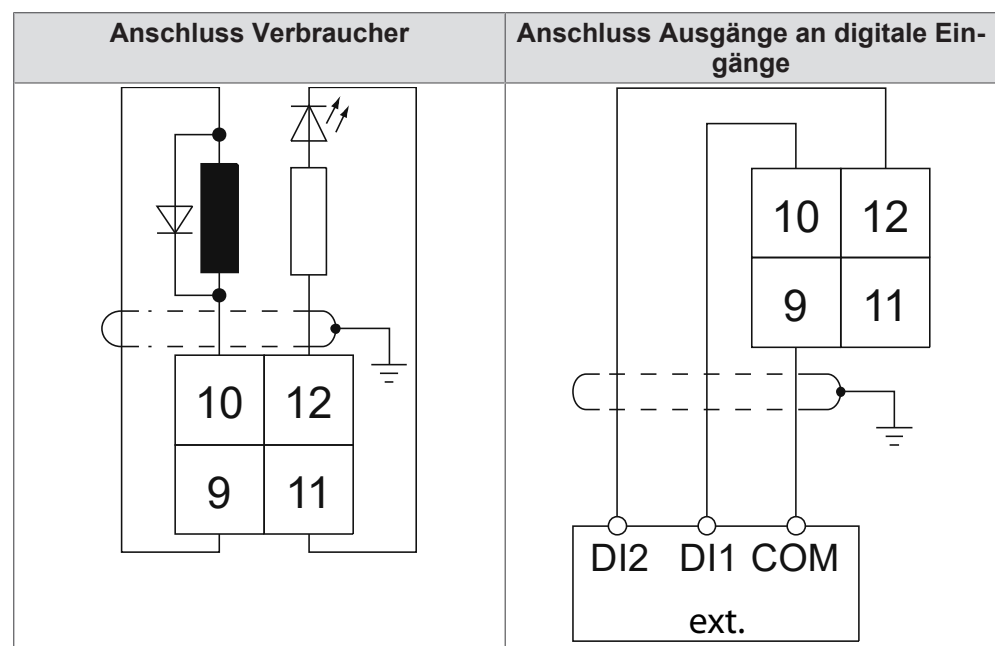 Anschluss Verbraucher
Anschluss Ausgänge an digitale Ein-
gänge
10 12
9 11
10 12
9 11
DI2 DI1 COM
ext.